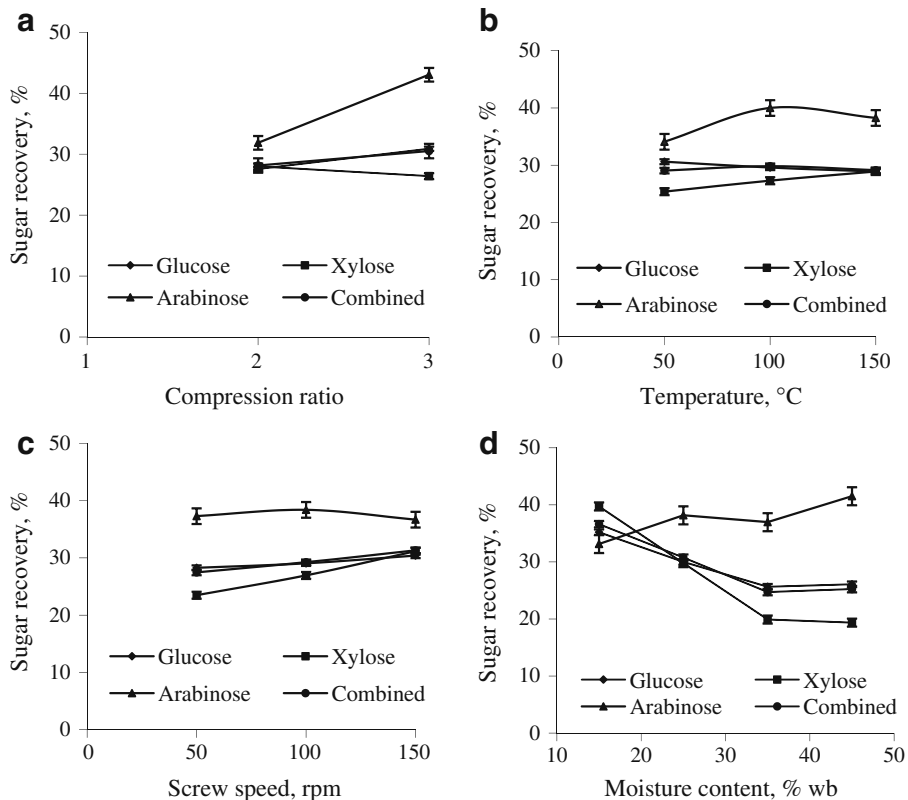 a
50
40
30
20
10
0
Sugar recovery, %
Glucose Xylose
Arabinose Combined
1 2 3
Compression ratio
b
50
40
30
20
10
0
Sugar recovery, %
Glucose Xylose
Arabinose Combined
0 50 100 150
Temperature, °C
c
50
40
30
20
10
0
Sugar recovery, %
Glucose Xylose
Arabinose Combined
0 50 100 150
Screw speed, rpm
d
50
40
30
20
10
0
Sugar recovery, %
Glucose Xylose
Arabinose Combined
10 20 30 40 50
Moisture content, % wb